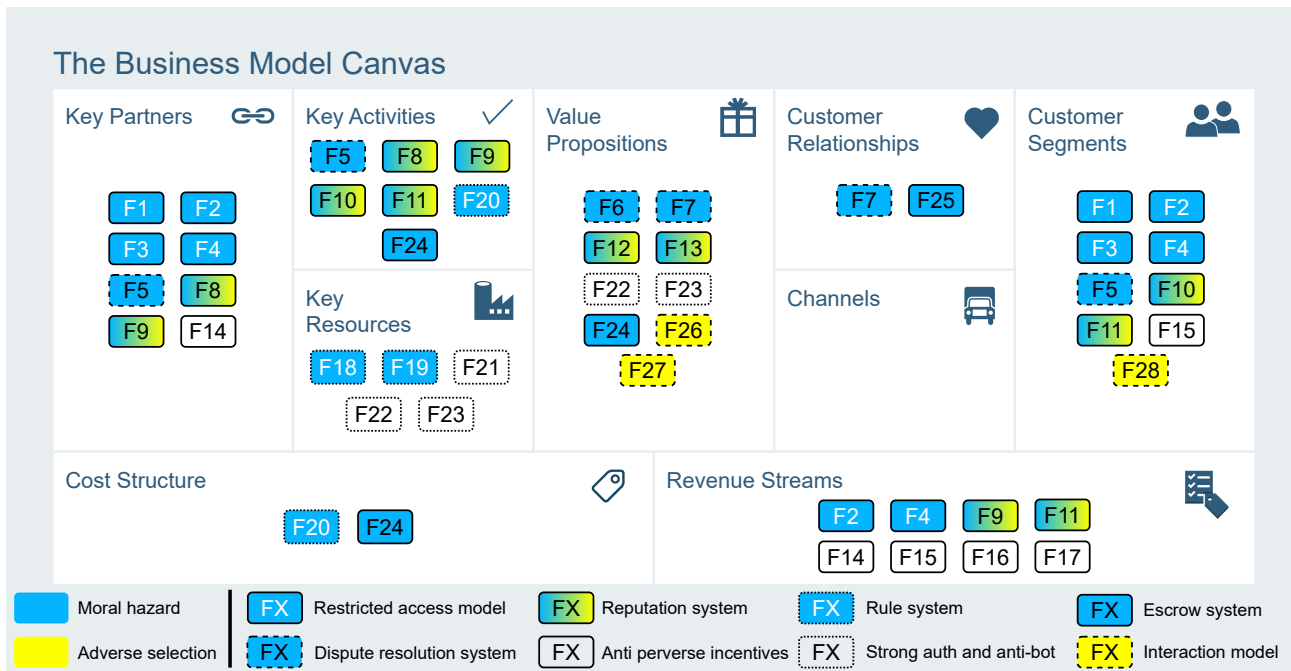 The Business Model Canvas
Key Partners
F1 F2
F3 F4
F5 F8
F9 F14
Key Activities
F5 F8 F9
F10 F11 F20
F24
Key
Resources
F18 F19 F21
F22 F23
Value
Propositions
F6 F7
F12 F13
F22 F23
F24 F26
F27
Customer
Relationships
F7 F25
Channels
Customer
Segments
F1 F2
F3 F4
F5 F10
F11 F15
F28
Cost Structure
F20 F24
Revenue Streams
F2 F4 F9 F11
F14 F15 F16 F17
Moral hazard
Adverse selection
FX Restricted access model
FX Dispute resolution system
FX Reputation system
FX Anti perverse incentives
FX Rule system
FX Strong auth and anti-bot
FX Escrow system
FX Interaction model